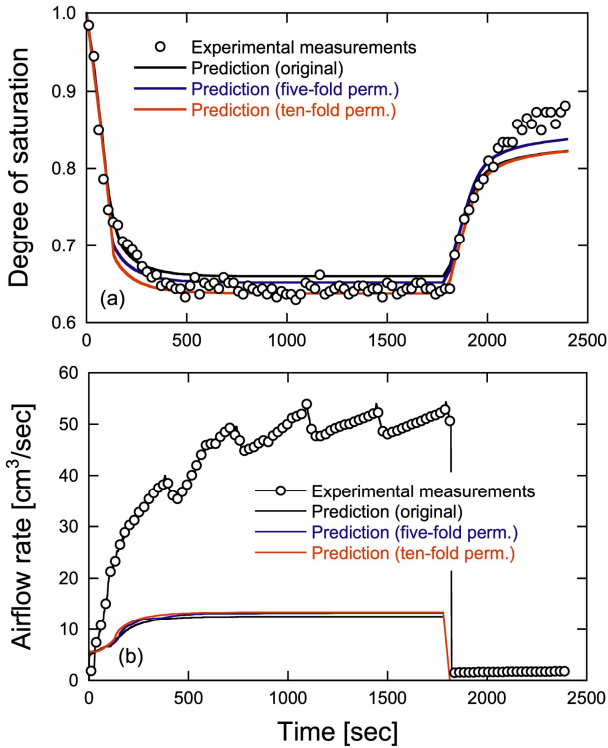 1.0
Experimental measurements
Prediction (original)
0.9
Prediction (five-fold perm.)
Prediction (ten-fold perm.)
Degree of saturation
0.8
0.7
(a)
0.6
0 500 1000 1500 2000 2500
60
50
40
Experimental measurements
Prediction (original)
30
Prediction (five-fold perm.)
Prediction (ten-fold perm.)
Airflow rate [cm³/sec]
20
10
(b)
0
0 500 1000 1500 2000 2500
Time [sec]